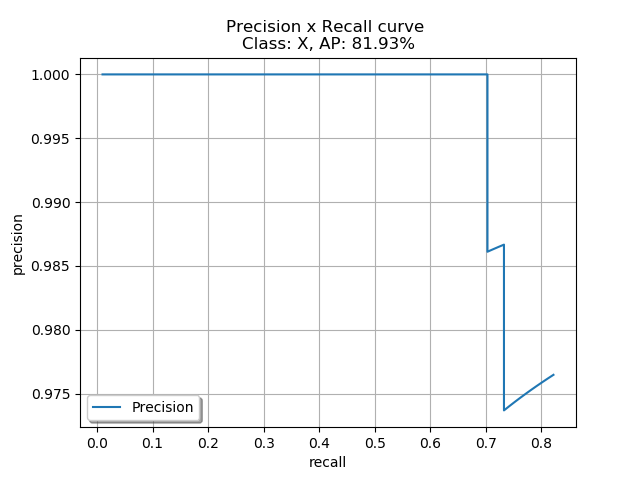 Precision x Recall curve
Class: X, AP: 81.93%
1.000
0.995
0.990
0.985
0.980
0.975
precision
Precision
0.0 0.1 0.2 0.3 0.4 0.5 0.6 0.7 0.8
recall